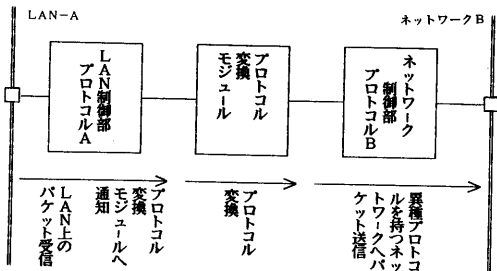 LAN-A
ネットワークB
LAN制御部
プロトコルA
プロトコル
変換
モジュール
ネットワーク
制御部
プロトコルB
LAN上の
パケット受信
プロトコル
変換
モジュールへ
通知
プロトコル
変換
異種プロトコ
ルを持つネッ
トワークへパ
ケット送信